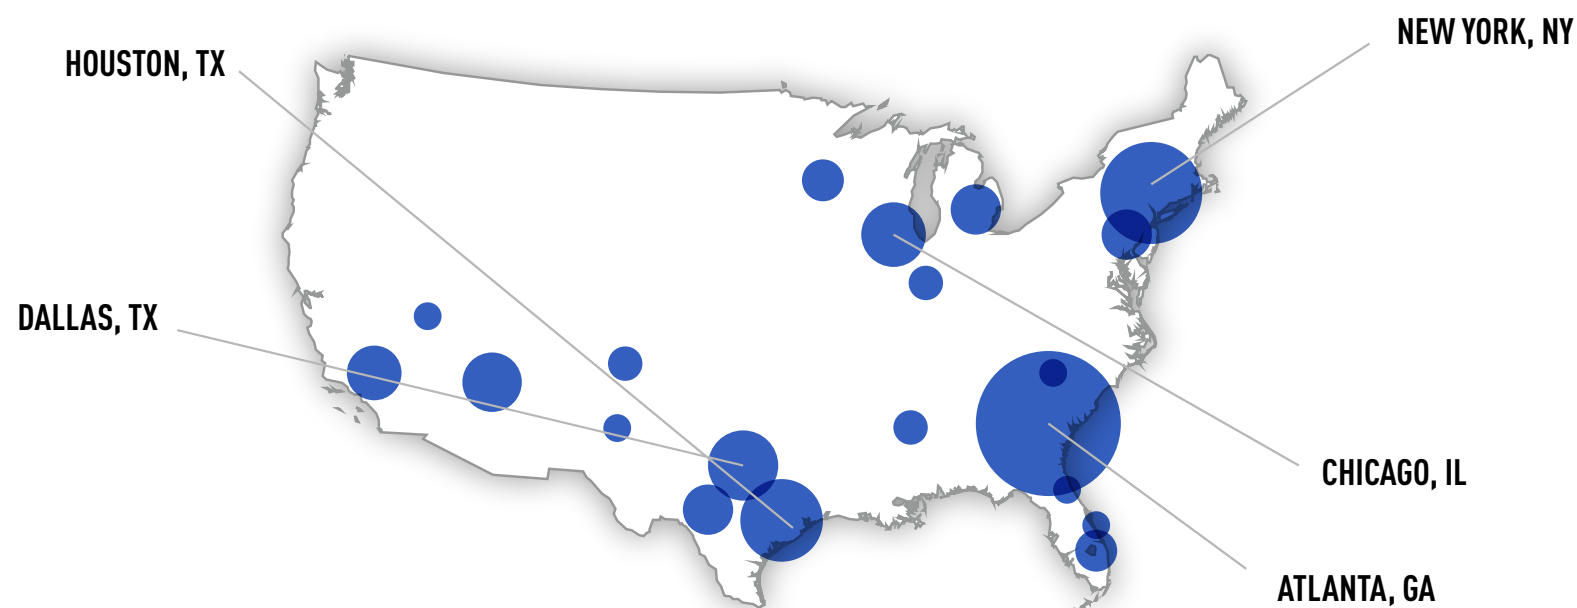 NEW YORK, NY
HOUSTON, TX
DALLAS, TX
CHICAGO, IL
ATLANTA, GA